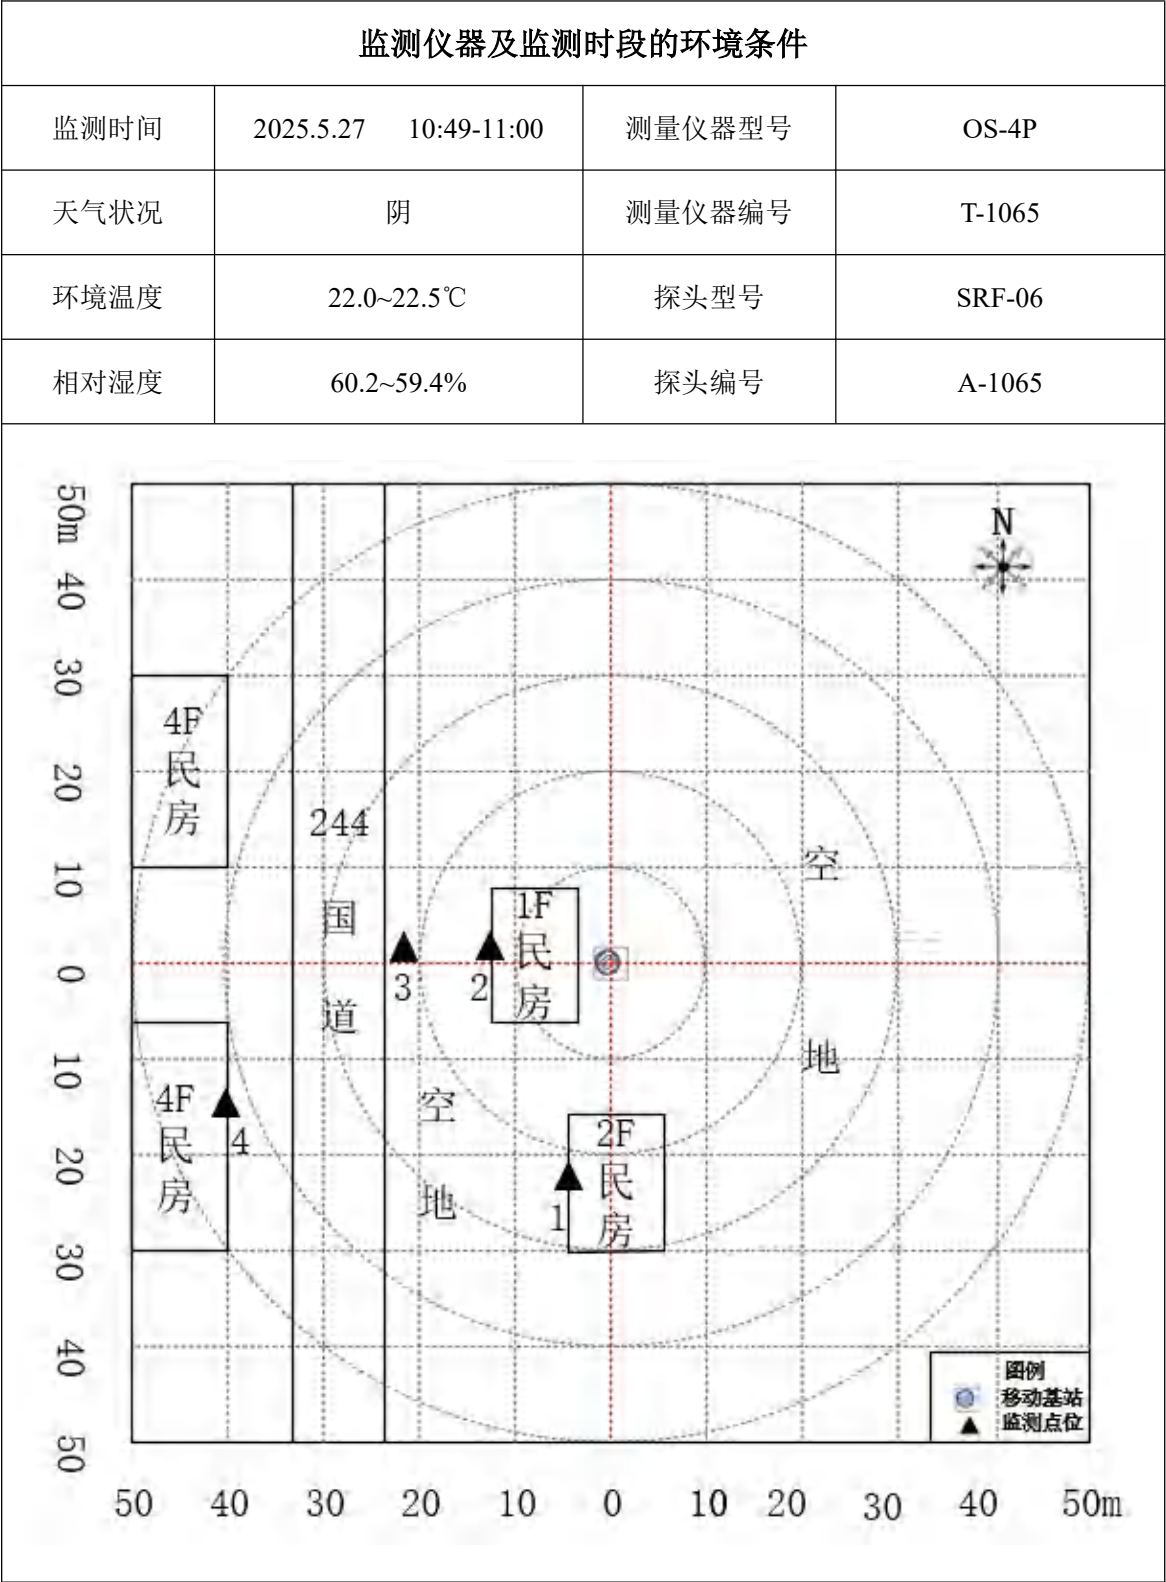 监测仪器及监测时段的环境条件
监测时间 2025.5.27 10:49-11:00 测量仪器型号 OS-4P
天气状况 阴 测量仪器编号 T-1065
环境温度 22.0~22.5℃ 探头型号 SRF-06
相对湿度 60.2~59.4% 探头编号 A-1065
50m
40
30
20
10
0
10
20
30
40
50
N
4F
民
房
244
国
道
1F
民
房
空
地
3
2
4F
民
房
4
空
地
2F
民
房
1
图例
移动基站
监测点位
50 40 30 20 10 0 10 20 30 40 50m